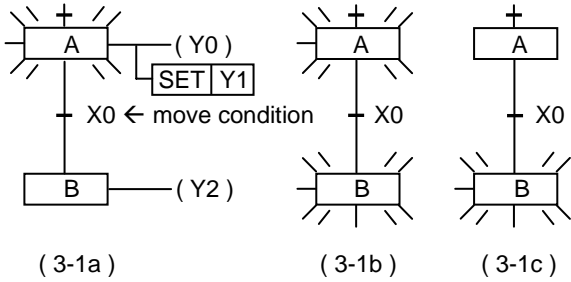 A ( Y0 ) A A
SET Y1
X0 ← move condition X0 X0
B ( Y2 ) B B
( 3-1a ) ( 3-1b ) ( 3-1c )